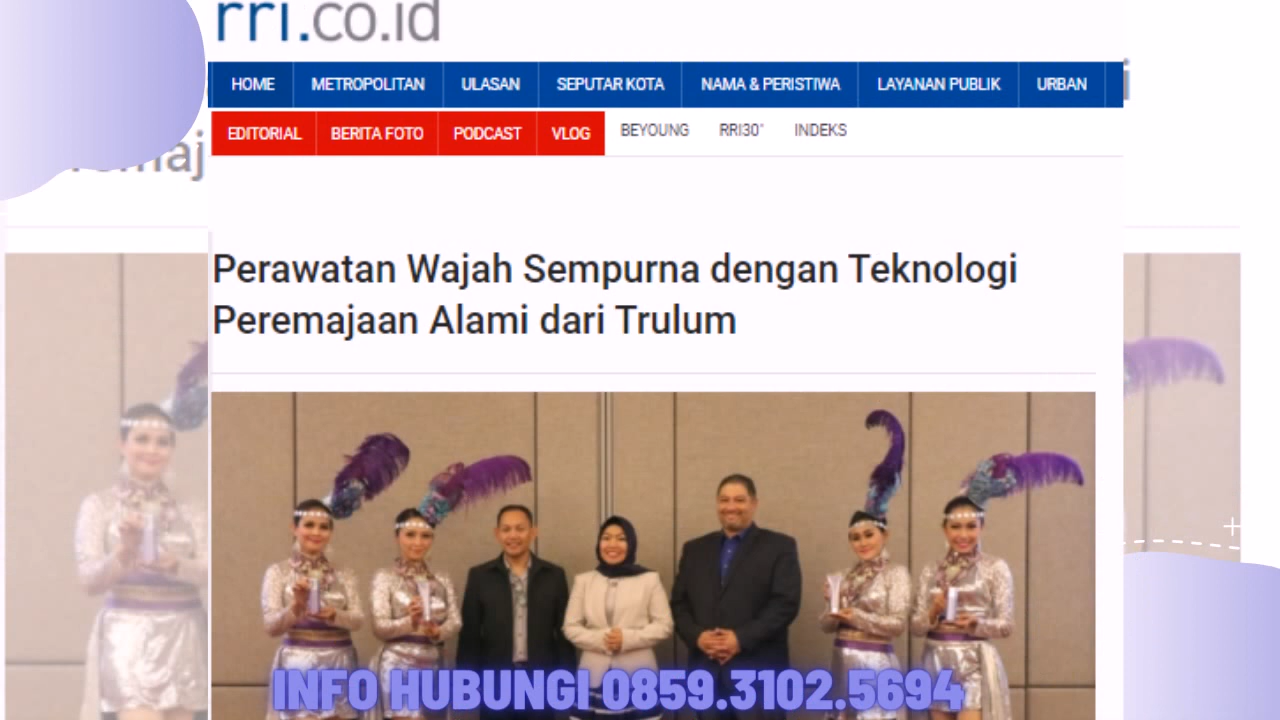 rri.co.id
HOME METROPOLITAN ULASAN SEPUTAR KOTA NAMA & PERISTIWA LAYANAN PUBLIK URBAN
EDITORIAL BERITA FOTO PODCAST VLOG BEYOUNG RRI30" INDEKS
Perawatan Wajah Sempurna dengan Teknologi
Peremajaan Alami dari Trulum
INFO HUBUNGI 0859.3102.5694